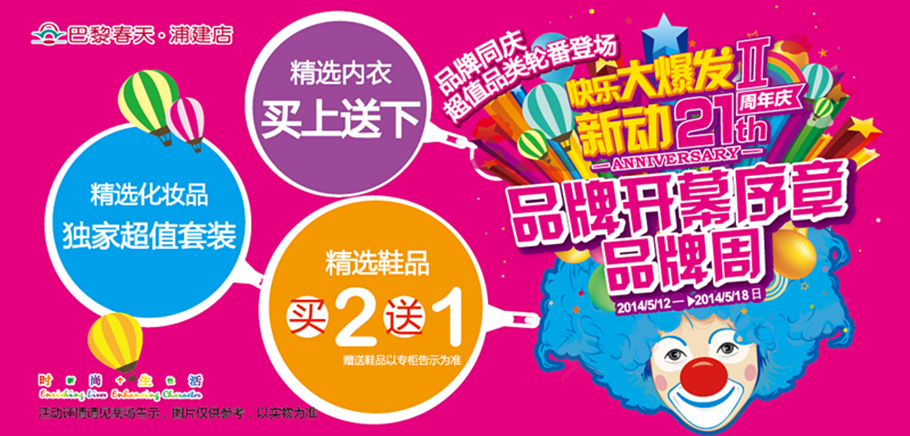 巴黎春天·浦建店
精选内衣
买上送下
精选化妆品
独家超值套装
精选鞋品
买2送1
赠送鞋品以专柜告示为准
品牌同庆
超值品类轮番登场
快乐大爆发II
新动21th
周年庆
ANNIVERSARY
品牌开幕序章
品牌周
2014/5/12—▶2014/5/18日
时尚+生活
Enriching Lives Enhancing Character
活动详情请见商场告示，图片仅供参考，以实物为准